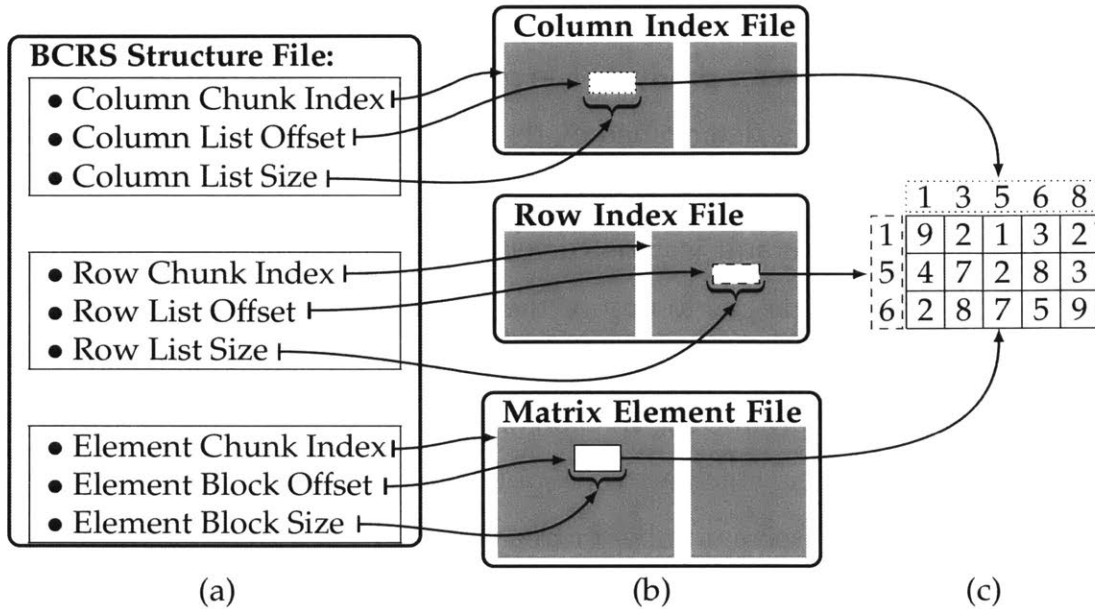 BCRS Structure File:
● Column Chunk Index
● Column List Offset
● Column List Size
● Row Chunk Index
● Row List Offset
● Row List Size
● Element Chunk Index
● Element Block Offset
● Element Block Size
(a)
Column Index File
Row Index File
Matrix Element File
(b)
1 3 5 6 8
1 9 2 1 3 2
5 4 7 2 8 3
6 2 8 7 5 9
(c)